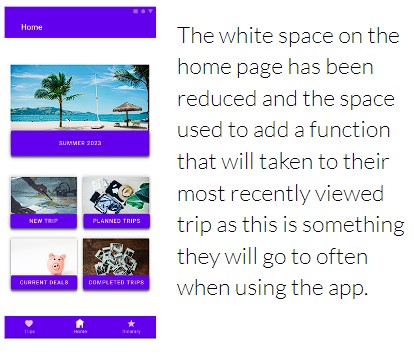 Home
SUMMER 2023
NEW TRIP
PLANNED TRIPS
CURRENT DEALS
COMPLETED TRIPS
Trips
Home
Itinerary
The white space on the
home page has been
reduced and the space
used to add a function
that will taken to their
most recently viewed
trip as this is something
they will go to often
when using the app.